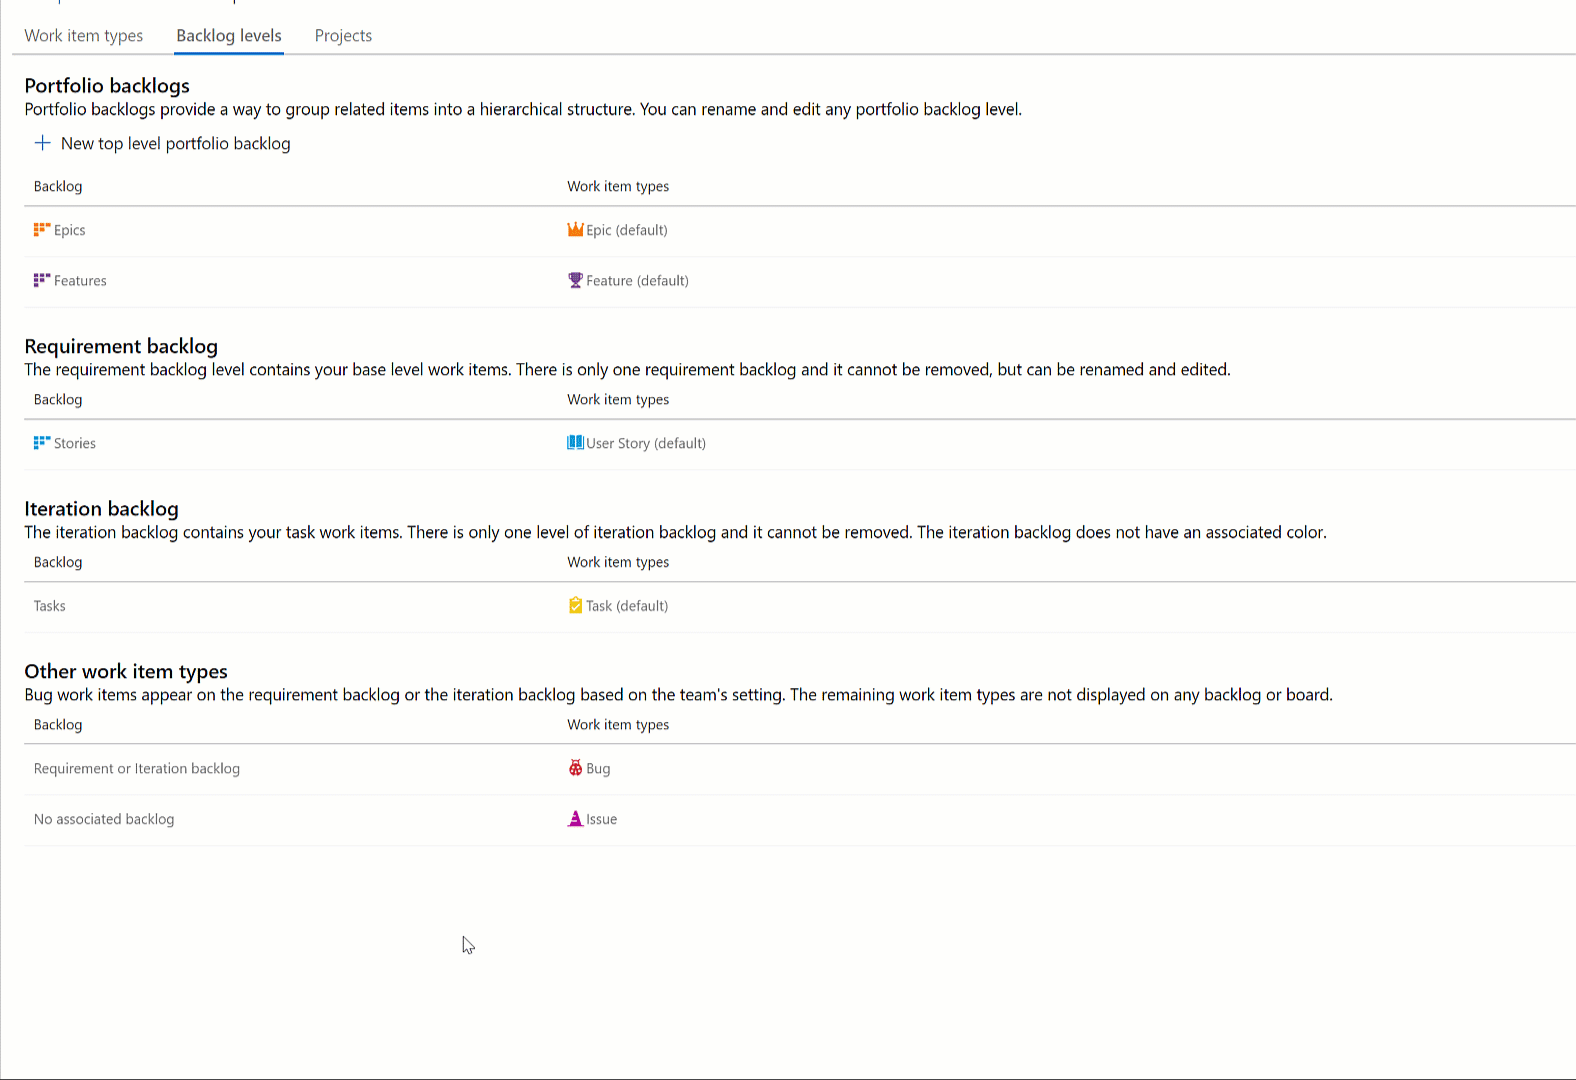 Work item types Backlog levels Projects
Portfolio backlogs
Portfolio backlogs provide a way to group related items into a hierarchical structure. You can rename and edit any portfolio backlog level.
New top level portfolio backlog
Backlog Work item types
Epics Epic (default)
Features Feature (default)
Requirement backlog
The requirement backlog level contains your base level work items. There is only one requirement backlog and it cannot be removed, but can be renamed and edited.
Backlog Work item types
Stories User Story (default)
Iteration backlog
The iteration backlog contains your task work items. There is only one level of iteration backlog and it cannot be removed. The iteration backlog does not have an associated color.
Backlog Work item types
Tasks Task (default)
Other work item types
Bug work items appear on the requirement backlog or the iteration backlog based on the team's setting. The remaining work item types are not displayed on any backlog or board.
Backlog Work item types
Requirement or Iteration backlog Bug
No associated backlog Issue